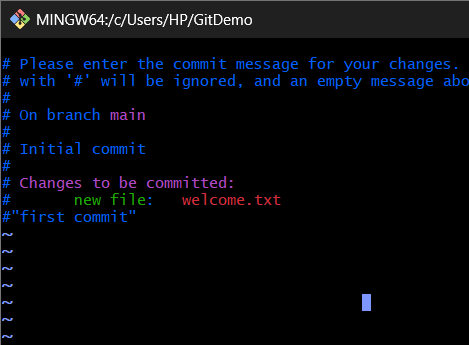 MINGW64:/c/Users/HP/GitDemo
# Please enter the commit message for your changes.
# with '#' will be ignored, and an empty message abo
#
# On branch main
#
# Initial commit
#
# Changes to be committed:
#       new file:   welcome.txt
#"first commit"
~
~
~
~
~
~
~